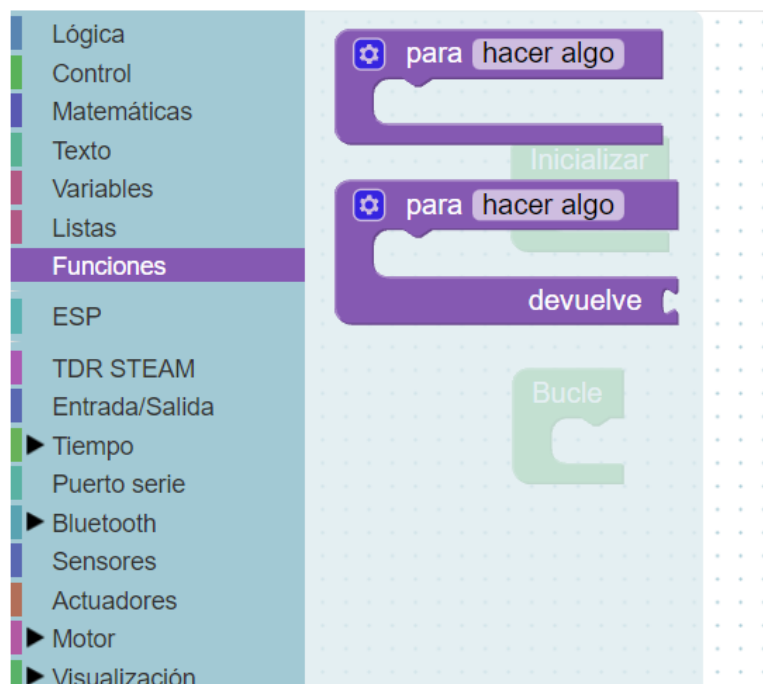 Lógica
Control
Matemáticas
Texto
Variables
Listas
Funciones
ESP
TDR STEAM
Entrada/Salida
Tiempo
Puerto serie
Bluetooth
Sensores
Actuadores
Motor
Visualización
para hacer algo
Inicializar
para hacer algo
devuelve
Bucle